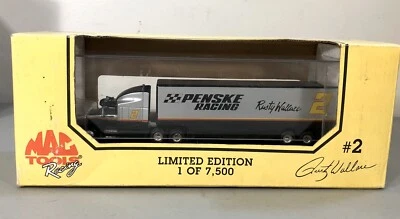 PENSKE
RACING
Rusty Wallace
2
MAC
TOOLS
Racing
LIMITED EDITION
1 OF 7,500
#2
Rusty Wallace